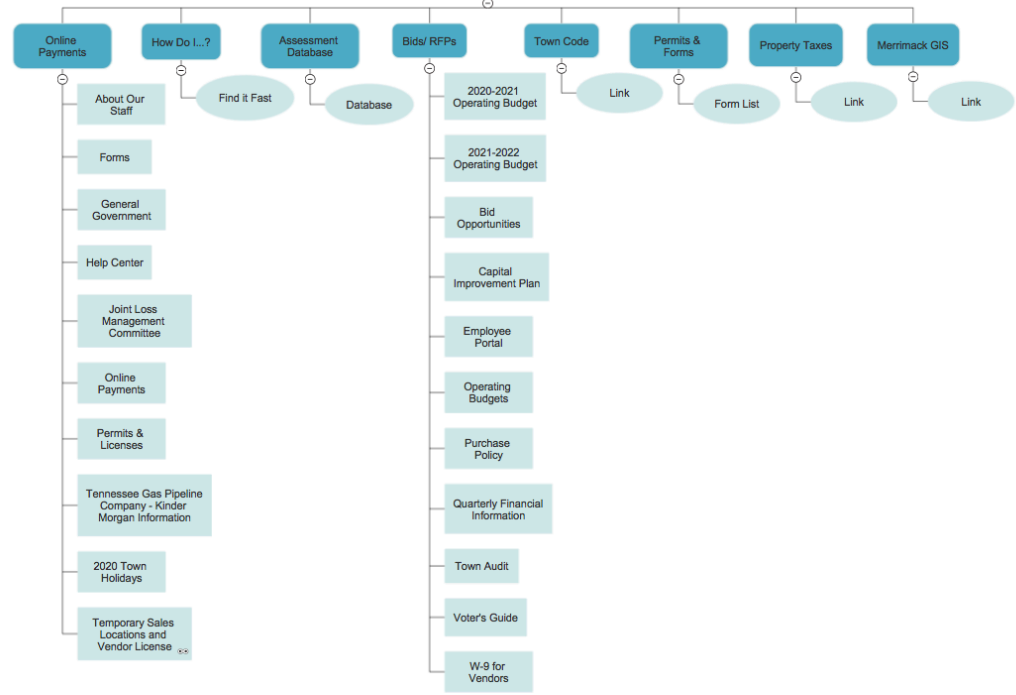 Online
Payments
How Do I...?
Assessment
Database
Bids/ RFPs
Town Code
Permits &
Forms
Property Taxes
Merrimack GIS
About Our
Staff
Forms
General
Government
Help Center
Joint Loss
Management
Committee
Online
Payments
Permits &
Licenses
Tennessee Gas Pipeline
Company - Kinder
Morgan Information
2020 Town
Holidays
Temporary Sales
Locations and
Vendor License
Find it Fast
Database
2020-2021
Operating Budget
2021-2022
Operating Budget
Bid
Opportunities
Capital
Improvement Plan
Employee
Portal
Operating
Budgets
Purchase
Policy
Quarterly Financial
Information
Town Audit
Voter's Guide
W-9 for
Vendors
Link
Form List
Link
Link